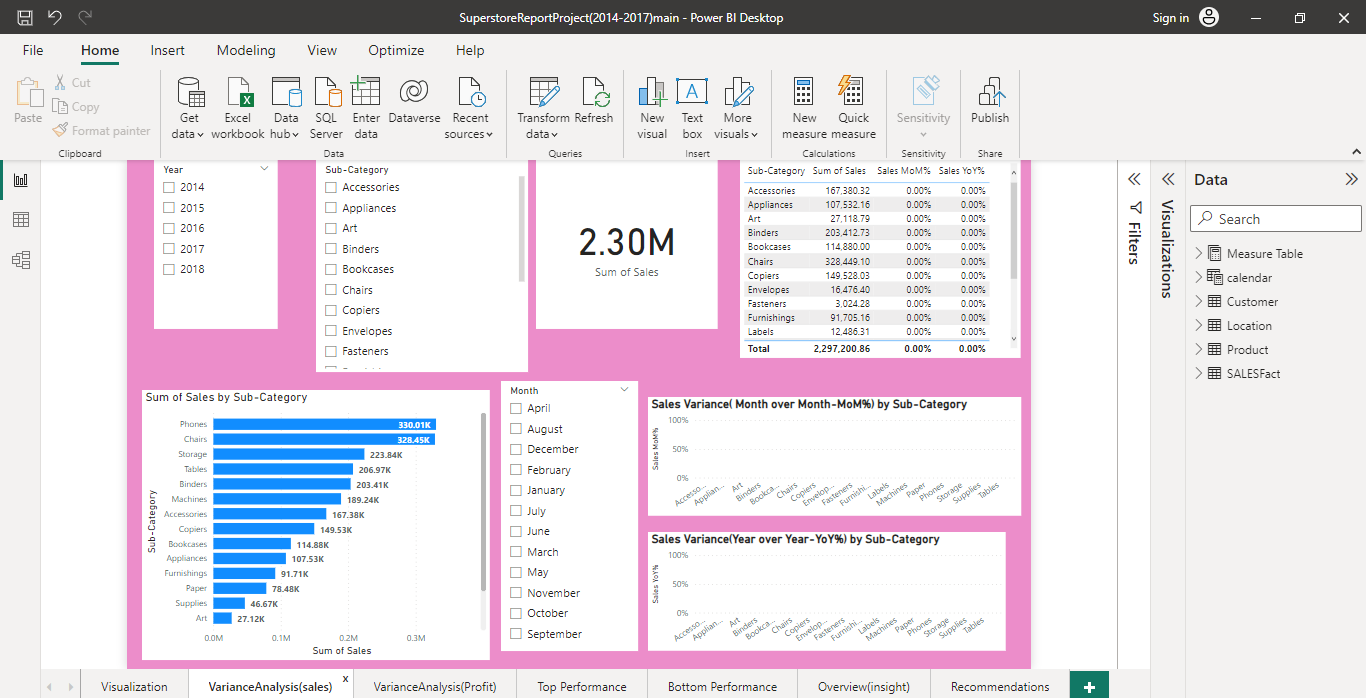 SuperstoreReportProject(2014-2017)main - Power BI Desktop
Sign in
File Home Insert Modeling View Optimize Help
Paste
Cut
Copy
Format painter
Clipboard
Get data
Excel workbook
Data hub
SQL Server
Enter data
Dataverse
Recent sources
Data
Transform data
Refresh
Queries
New visual
Text box
More visuals
Insert
New measure
Quick measure
Calculations
Sensitivity
Sensitivity
Publish
Share
Year
2014
2015
2016
2017
2018
Sub-Category
Accessories
Appliances
Art
Binders
Bookcases
Chairs
Copiers
Envelopes
Fasteners
2.30M
Sum of Sales
Sub-Category Sum of Sales Sales MoM% Sales YoY%
Accessories 167,380.32 0.00% 0.00%
Appliances 107,532.16 0.00% 0.00%
Art 27,118.79 0.00% 0.00%
Binders 203,412.73 0.00% 0.00%
Bookcases 114,880.00 0.00% 0.00%
Chairs 328,449.10 0.00% 0.00%
Copiers 149,528.03 0.00% 0.00%
Envelopes 16,476.40 0.00% 0.00%
Fasteners 3,024.28 0.00% 0.00%
Furnishings 91,705.16 0.00% 0.00%
Labels 12,486.31 0.00% 0.00%
Total 2,297,200.86 0.00% 0.00%
Sum of Sales by Sub-Category
Sub-Category
Phones 330.01K
Chairs 328.45K
Storage 223.84K
Tables 206.97K
Binders 203.41K
Machines 189.24K
Accessories 167.38K
Copiers 149.53K
Bookcases 114.88K
Appliances 107.53K
Furnishings 91.71K
Paper 78.48K
Supplies 46.67K
Art 27.12K
0.0M 0.1M 0.2M 0.3M
Sum of Sales
Month
April
August
December
February
January
July
June
March
May
November
October
September
Sales Variance( Month over Month-MoM%) by Sub-Category
Sales MoM%
100%
50%
0%
Accesso... Applian... Art Binders Bookca... Chairs Copiers Envelop... Fasteners Furnishi... Labels Machines Paper Phones Storage Supplies Tables
Sales Variance(Year over Year-YoY%) by Sub-Category
Sales YoY%
100%
50%
0%
Accesso... Applian... Art Binders Bookca... Chairs Copiers Envelop... Fasteners Furnishi... Labels Machines Paper Phones Storage Supplies Tables
Filters
Visualizations
Data
Search
Measure Table
calendar
Customer
Location
Product
SALESFact
Visualization
VarianceAnalysis(sales) x
VarianceAnalysis(Profit)
Top Performance
Bottom Performance
Overview(insight)
Recommendations
+